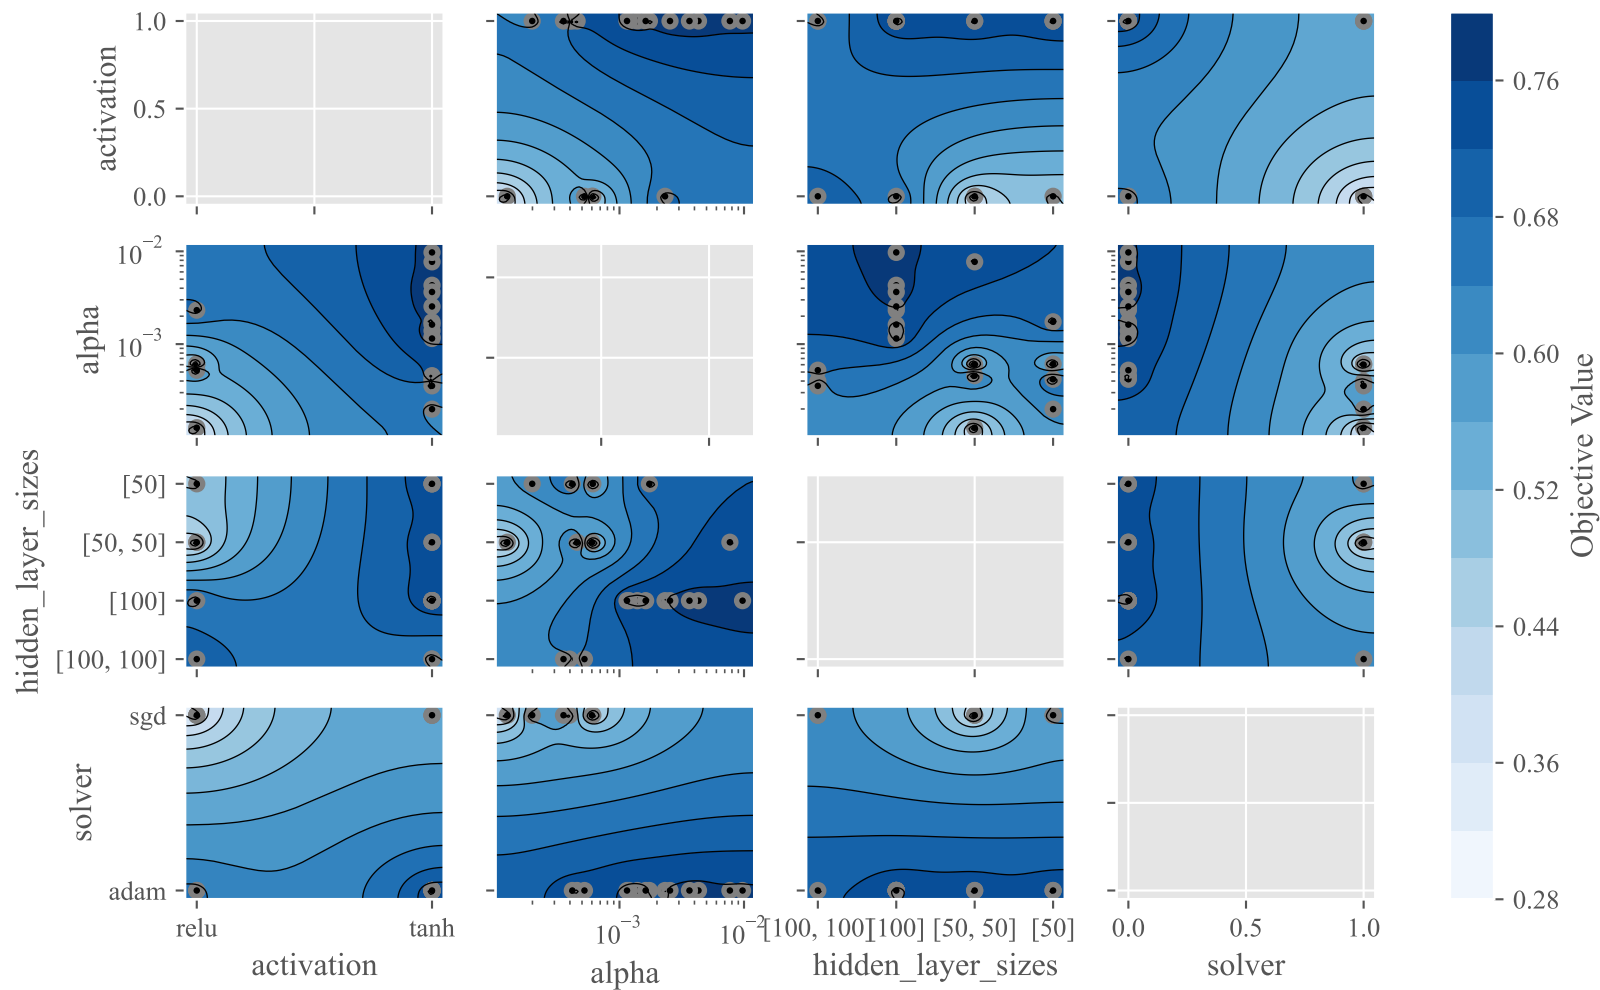 activation
1.0
0.5
0.0
0.76
0.68
0.60
0.52
0.44
0.36
0.28
Objective Value
alpha
10⁻²
10⁻³
hidden_layer_sizes
[50]
[50, 50]
[100]
[100, 100]
solver
sgd
adam
relu
tanh
10⁻³
10⁻²
[100, 100]
[100]
[50, 50]
[50]
0.0
0.5
1.0
activation
alpha
hidden_layer_sizes
solver